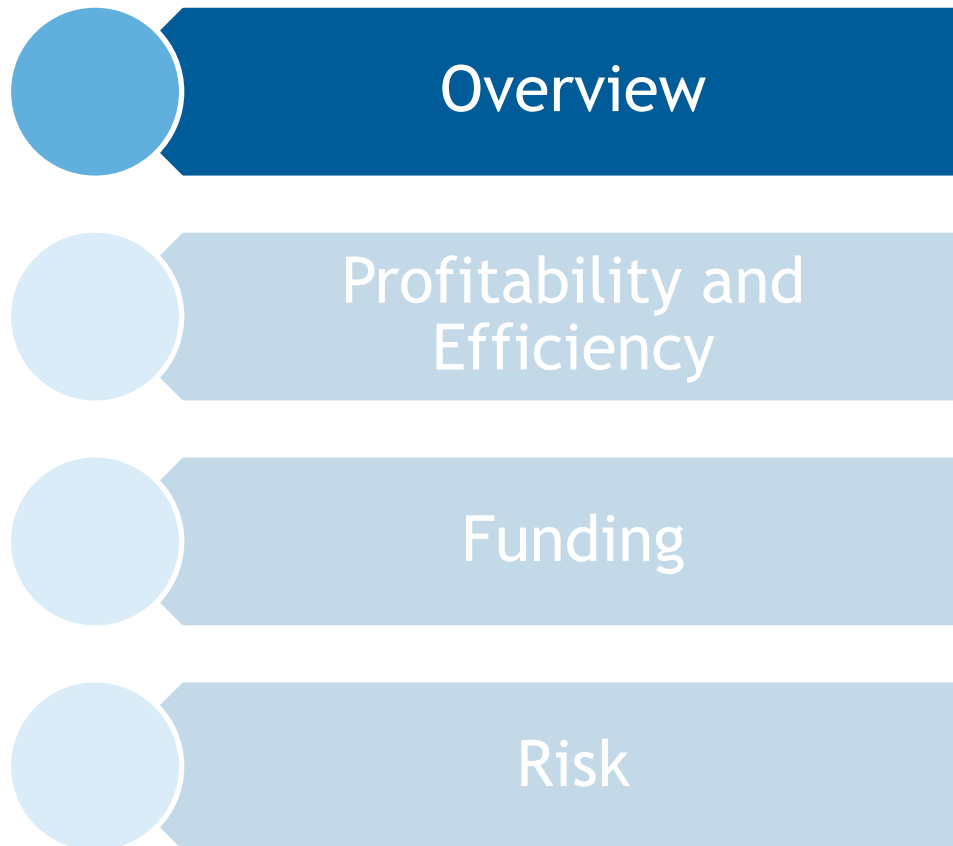 Overview
Profitability and
Efficiency
Funding
Risk